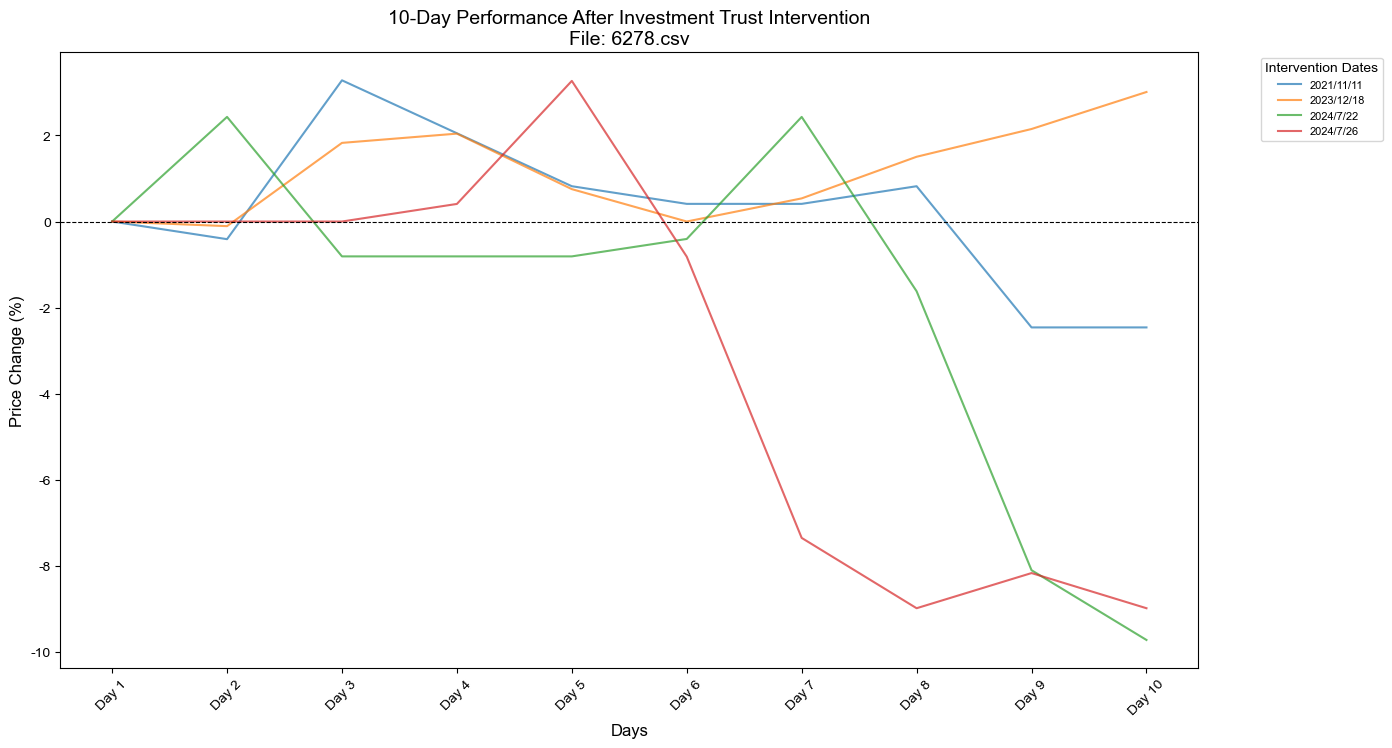 10-Day Performance After Investment Trust Intervention
File: 6278.csv
Intervention Dates
2021/11/11
2023/12/18
2024/7/22
2024/7/26
Price Change (%)
2
0
-2
-4
-6
-8
-10
Day 1
Day 2
Day 3
Day 4
Day 5
Day 6
Day 7
Day 8
Day 9
Day 10
Days